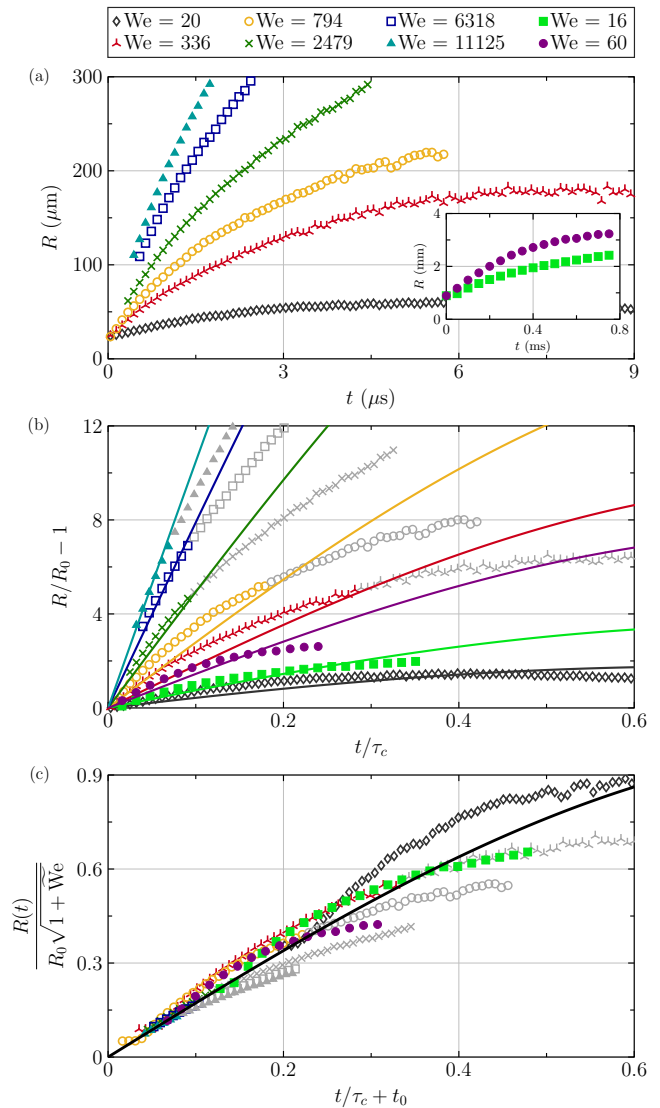 We = 20 We = 794 We = 6318 We = 16
We = 336 We = 2479 We = 11125 We = 60
(a)
300
200
100
0
R (μm)
0 3 6 9
t (μs)
4
2
0
R (mm)
0 0.4 0.8
t (ms)
(b)
12
8
4
0
R/R₀ − 1
0 0.2 0.4 0.6
t/τc
(c)
0.9
0.6
0.3
0
R(t)
R₀√1 + W̃e
0 0.2 0.4 0.6
t/τc + t₀